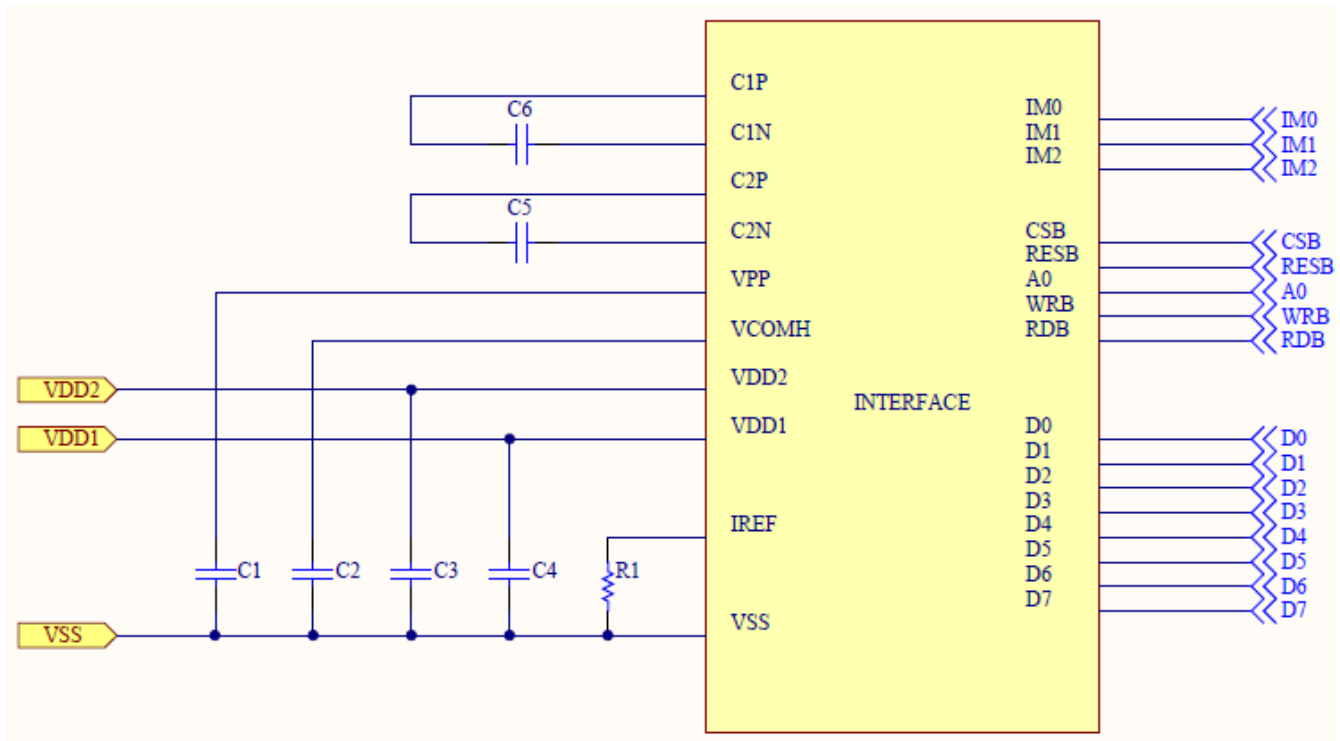 C1P
C6
C1N
C2P
C5
C2N
VPP
VCOMH
VDD2
VDD2
VDD1
VDD1
IREF
C1
C2
C3
C4
R1
VSS
VSS
INTERFACE
IM0
IM1
IM2
CSB
RESB
A0
WRB
RDB
D0
D1
D2
D3
D4
D5
D6
D7
IM0
IM1
IM2
CSB
RESB
A0
WRB
RDB
D0
D1
D2
D3
D4
D5
D6
D7